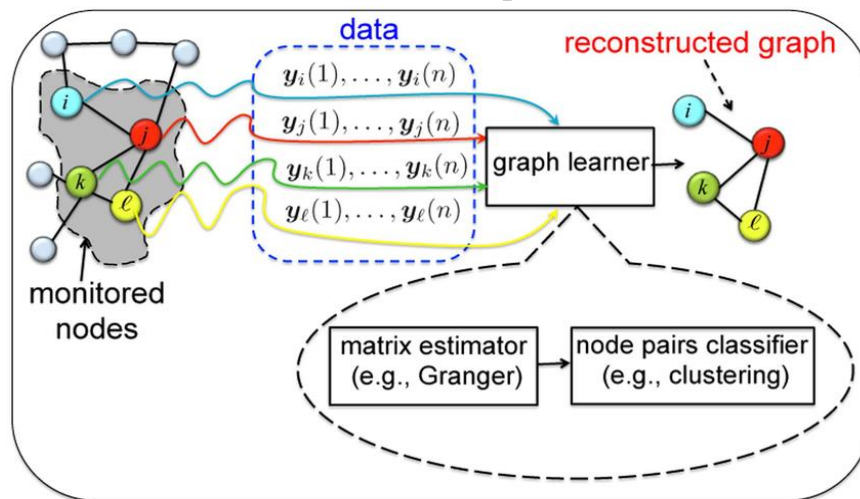 data
reconstructed graph
y_i(1), . . . , y_i(n)
i
i
y_j(1), . . . , y_j(n)
j
j
graph learner
y_k(1), . . . , y_k(n)
k
k
y_ℓ(1), . . . , y_ℓ(n)
ℓ
ℓ
monitored
nodes
matrix estimator
(e.g., Granger)
node pairs classifier
(e.g., clustering)